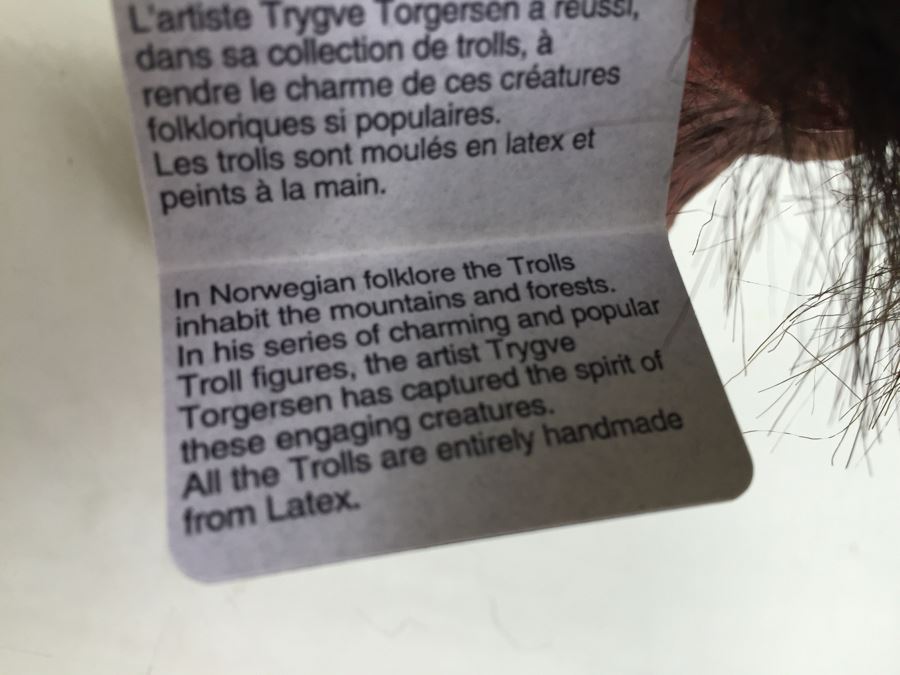 L'artiste Trygve Torgersen a réussi,
dans sa collection de trolls, à
rendre le charme de ces créatures
folkloriques si populaires.
Les trolls sont moulés en latex et
peints à la main.
In Norwegian folklore the Trolls
inhabit the mountains and forests.
In his series of charming and popular
Troll figures, the artist Trygve
Torgersen has captured the spirit of
these engaging creatures.
All the Trolls are entirely handmade
from Latex.